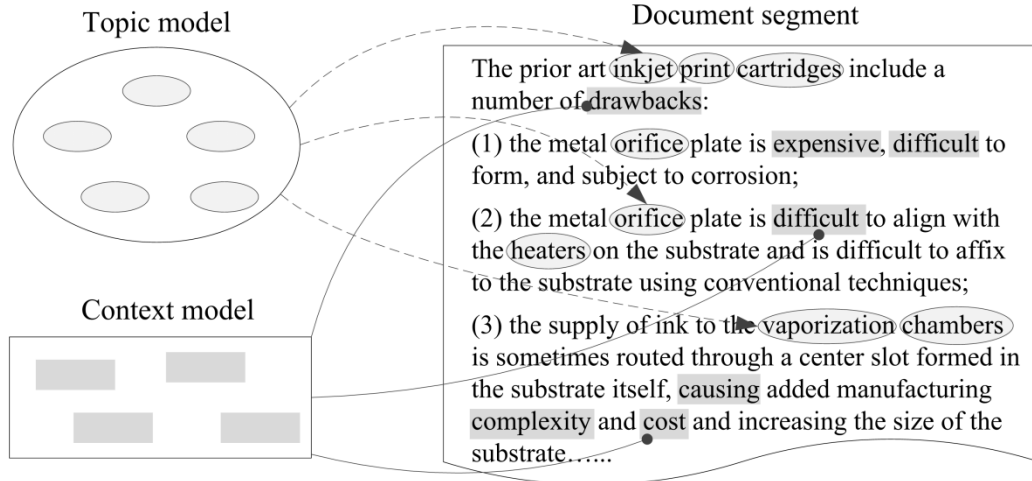 Topic model
Document segment
The prior art inkjet print cartridges include a
number of drawbacks:
(1) the metal orifice plate is expensive, difficult to
form, and subject to corrosion;
(2) the metal orifice plate is difficult to align with
the heaters on the substrate and is difficult to affix
to the substrate using conventional techniques;
Context model
(3) the supply of ink to the vaporization chambers
is sometimes routed through a center slot formed in
the substrate itself, causing added manufacturing
complexity and cost and increasing the size of the
substrate…...